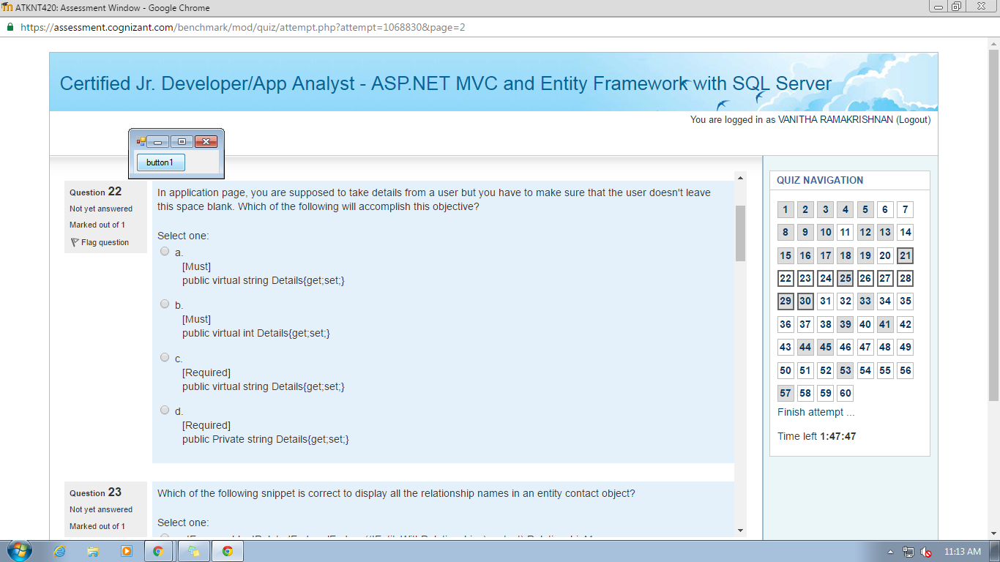 ATKNT420: Assessment Window - Google Chrome
https://assessment.cognizant.com/benchmark/mod/quiz/attempt.php?attempt=1068830&page=2
Certified Jr. Developer/App Analyst - ASP.NET MVC and Entity Framework with SQL Server
You are logged in as VANITHA RAMAKRISHNAN (Logout)
button1
Question 22
Not yet answered
Marked out of 1
Flag question
In application page, you are supposed to take details from a user but you have to make sure that the user doesn't leave
this space blank. Which of the following will accomplish this objective?
Select one:
a.
[Must]
public virtual string Details{get;set;}
b.
[Must]
public virtual int Details{get;set;}
c.
[Required]
public virtual string Details{get;set;}
d.
[Required]
public Private string Details{get;set;}
Question 23
Not yet answered
Marked out of 1
Which of the following snippet is correct to display all the relationship names in an entity contact object?
Select one:
QUIZ NAVIGATION
1 2 3 4 5 6 7
8 9 10 11 12 13 14
15 16 17 18 19 20 21
22 23 24 25 26 27 28
29 30 31 32 33 34 35
36 37 38 39 40 41 42
43 44 45 46 47 48 49
50 51 52 53 54 55 56
57 58 59 60
Finish attempt ...
Time left 1:47:47
11:13 AM